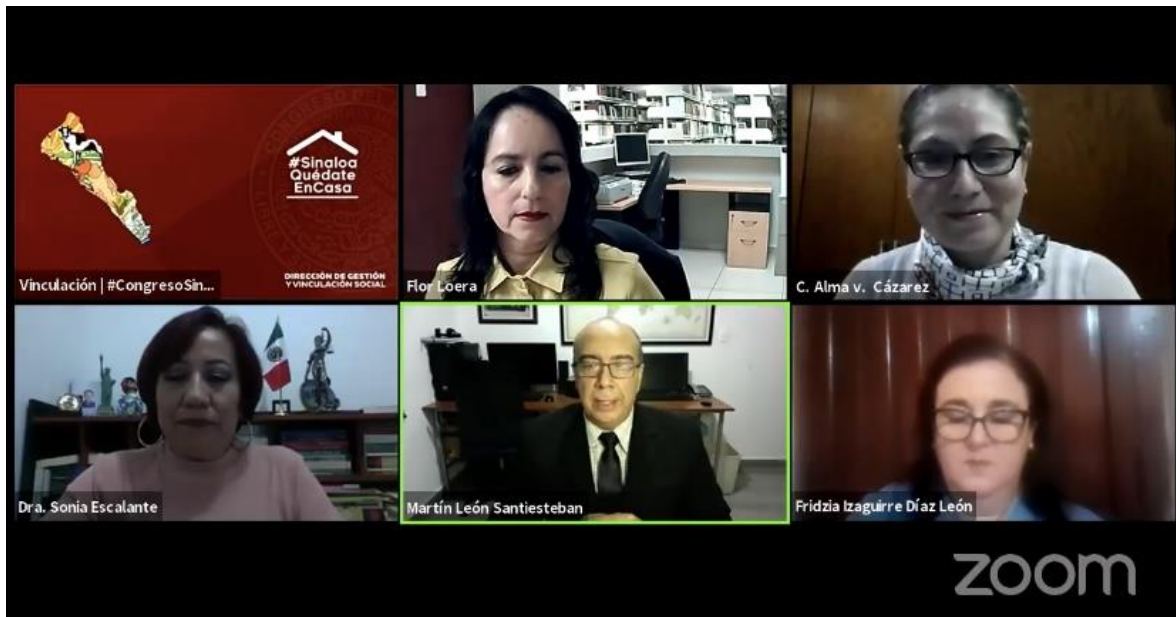 #Sinaloa
Quédate
EnCasa
DIRECCIÓN DE GESTIÓN
Y VINCULACIÓN SOCIAL
Vinculación | #CongresoSin...
Flor Loera
C. Alma v. Cázarez
Dra. Sonia Escalante
Martín León Santiesteban
Fridzia Izaguirre Díaz León
zoom